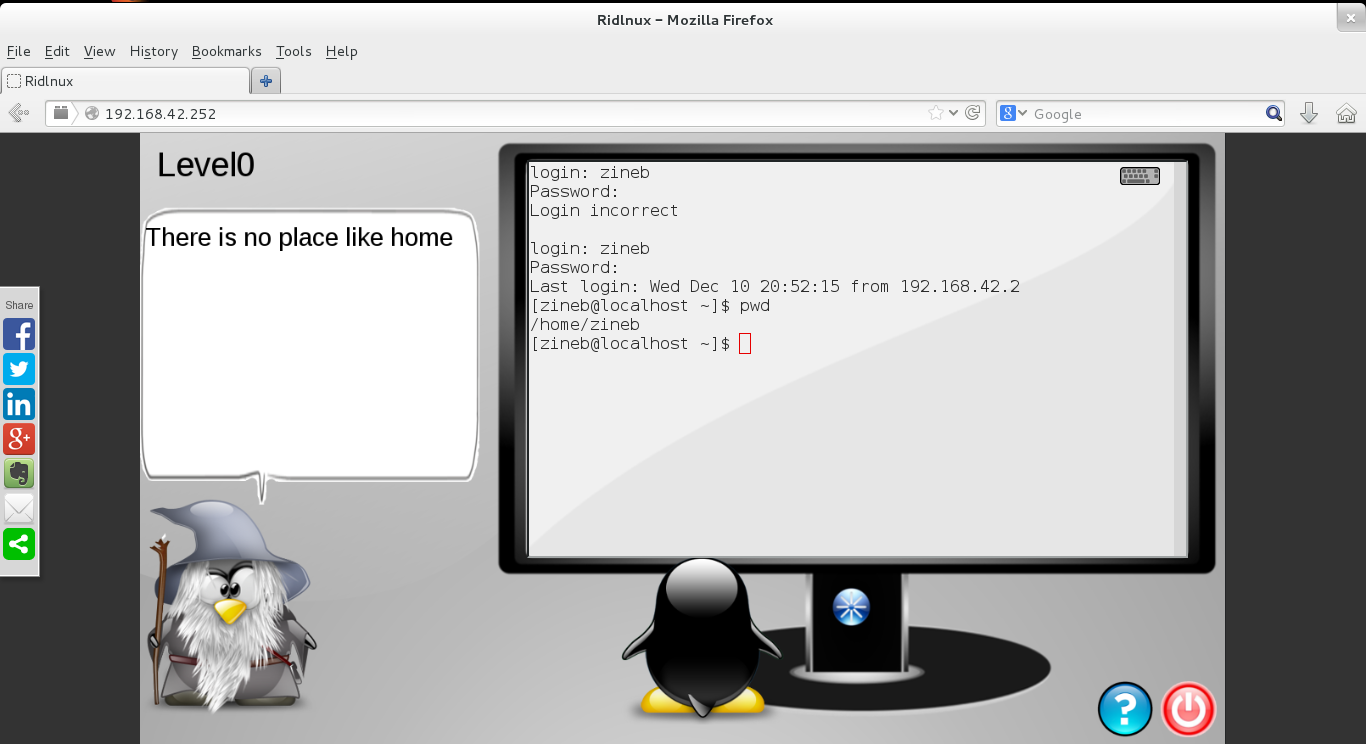 Ridlnux - Mozilla Firefox
File Edit View History Bookmarks Tools Help
Ridlnux
192.168.42.252
Google
Level0
There is no place like home
Share
login: zineb
Password:
Login incorrect
login: zineb
Password:
Last login: Wed Dec 10 20:52:15 from 192.168.42.2
[zineb@localhost ~]$ pwd
/home/zineb
[zineb@localhost ~]$